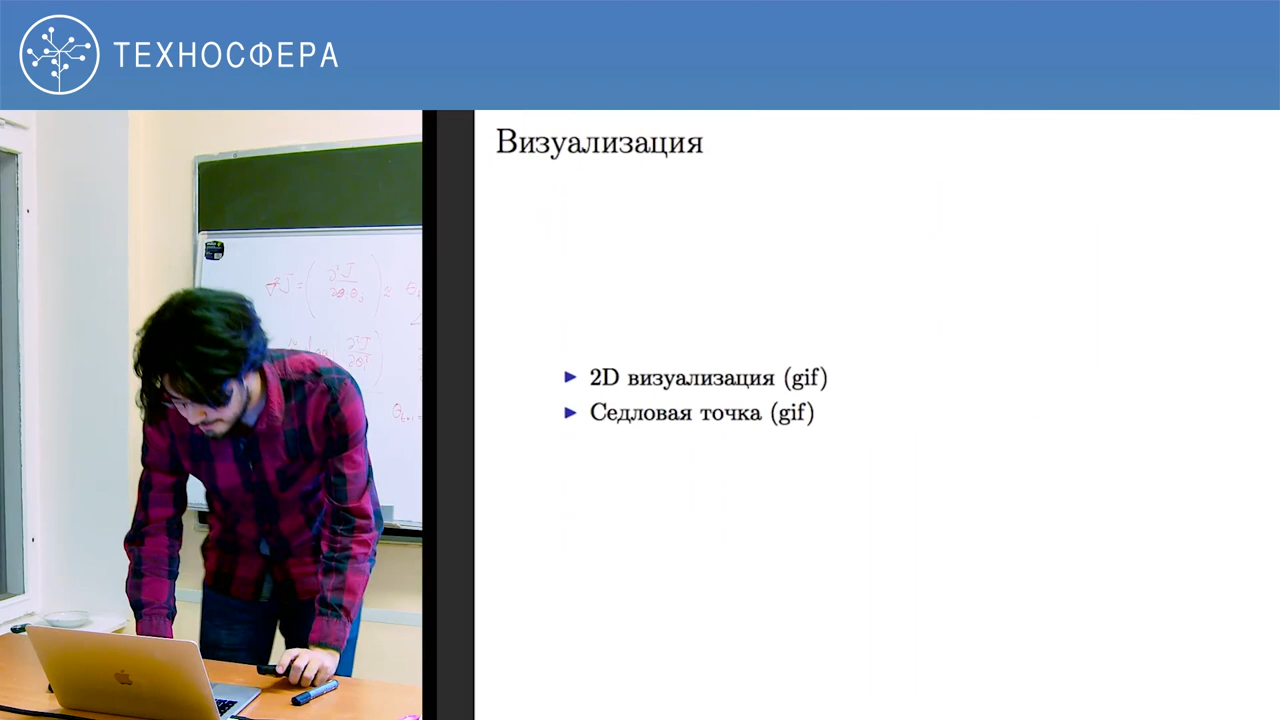 ТЕХНОСФЕРА
Визуализация
2D визуализация (gif)
Седловая точка (gif)